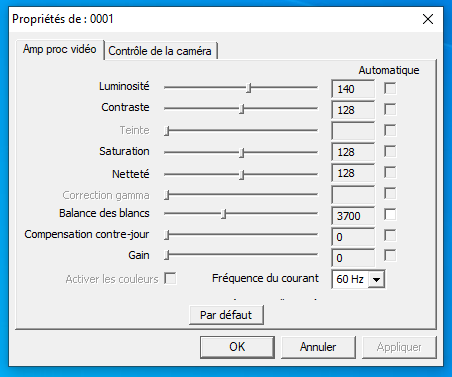 Propriétés de : 0001
Amp proc vidéo Contrôle de la caméra
Automatique
Luminosité 140
Contraste 128
Teinte
Saturation 128
Netteté 128
Correction gamma
Balance des blancs 3700
Compensation contre-jour 0
Gain 0
Activer les couleurs Fréquence du courant 60 Hz
Par défaut
OK Annuler Appliquer